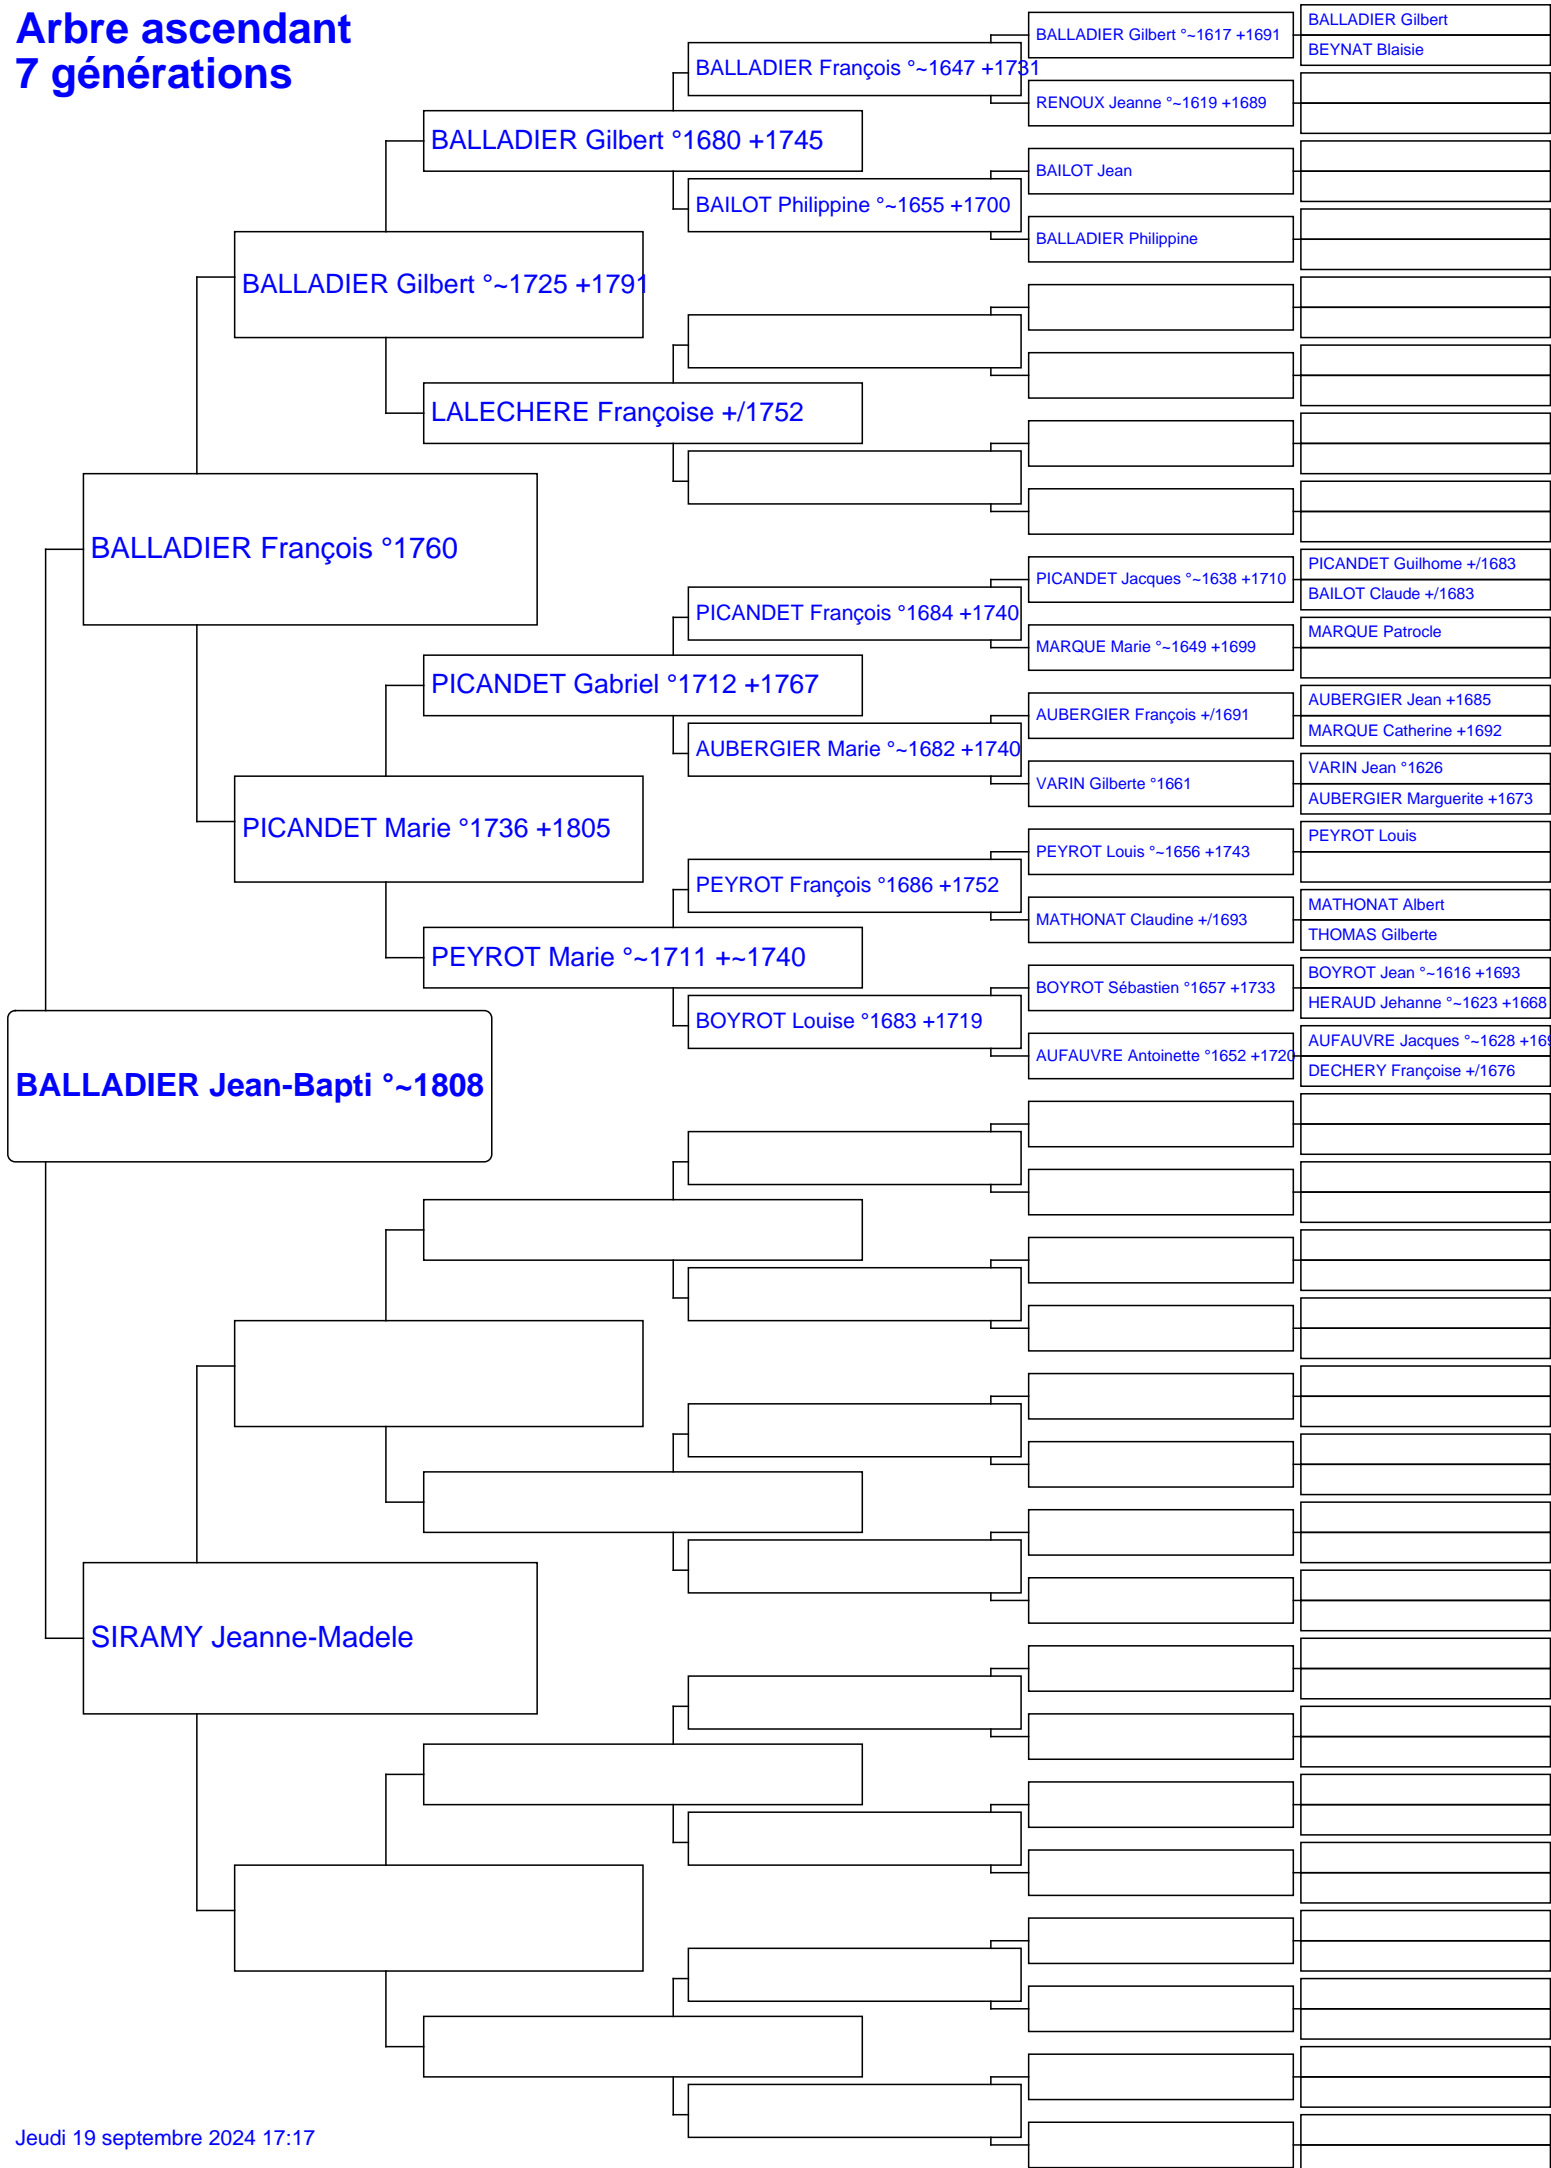 Arbre ascendant
7 générations
BALLADIER Gilbert °~1617 +1691
BALLADIER Gilbert
BEYNAT Blaisie
BALLADIER François °~1647 +1731
RENOUX Jeanne °~1619 +1689
BALLADIER Gilbert °1680 +1745
BAILOT Jean
BAILOT Philippine °~1655 +1700
BALLADIER Philippine
BALLADIER Gilbert °~1725 +1791
LALECHERE Françoise +/1752
BALLADIER François °1760
PICANDET Jacques °~1638 +1710
PICANDET Guilhome +/1683
BAILOT Claude +/1683
PICANDET François °1684 +1740
MARQUE Marie °~1649 +1699
MARQUE Patrocle
PICANDET Gabriel °1712 +1767
AUBERGIER François +/1691
AUBERGIER Jean +1685
MARQUE Catherine +1692
AUBERGIER Marie °~1682 +1740
VARIN Gilberte °1661
VARIN Jean °1626
AUBERGIER Marguerite +1673
PICANDET Marie °1736 +1805
PEYROT Louis °~1656 +1743
PEYROT Louis
PEYROT François °1686 +1752
MATHONAT Claudine +/1693
MATHONAT Albert
THOMAS Gilberte
PEYROT Marie °~1711 +~1740
BOYROT Sébastien °1657 +1733
BOYROT Jean °~1616 +1693
HERAUD Jehanne °~1623 +1668
BOYROT Louise °1683 +1719
AUFAUVRE Antoinette °1652 +1720
AUFAUVRE Jacques °~1628
DECHERY Françoise +/1676
BALLADIER Jean-Bapti °~1808
SIRAMY Jeanne-Madele
Jeudi 19 septembre 2024 17:17